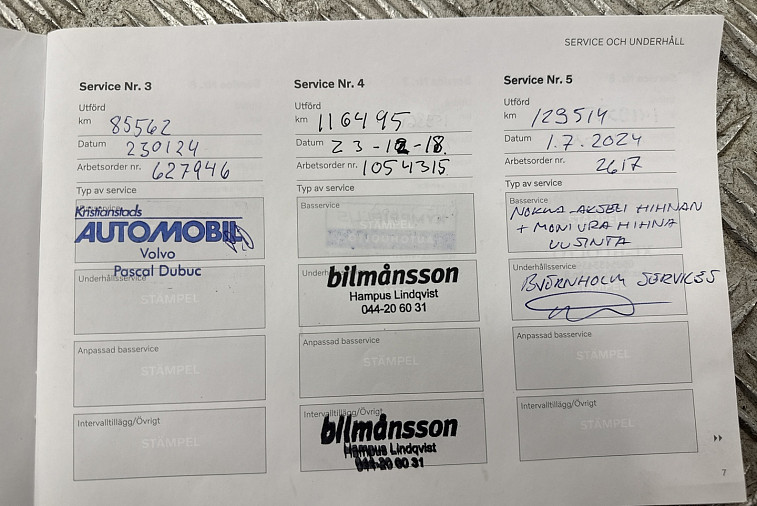 SERVICE OCH UNDERHÅLL
Service Nr. 3
Utförd
km 85562
Datum 230124
Arbetsorder nr. 627946
Typ av service
Kristianstads
AUTOMOBIL
Volvo
Pascal Dubuc
Underhållsservice
STÄMPEL
Anpassad basservice
STÄMPEL
Intervalltillägg/Övrigt
STÄMPEL
Service Nr. 4
Utförd
km 116495
Datum 23-12-18.
Arbetsorder nr. 1054315
Typ av service
Basservice
STÄMPEL
bilmånsson
Hampus Lindqvist
044-20 60 31
Anpassad basservice
STÄMPEL
Intervalltillägg/Övrigt
bilmånsson
Hampus Lindqvist
044-20 60 31
Service Nr. 5
Utförd
km 129514
Datum 1.7.2024
Arbetsorder nr. 2617
Typ av service
Basservice
NOKKA-AKSELI HIHNAN
+ MONIURA HIHNA
UUSINTA
Underhållsservice
BJÖRNHOLM SERVICES
Anpassad basservice
STÄMPEL
Intervalltillägg/Övrigt
STÄMPEL
7